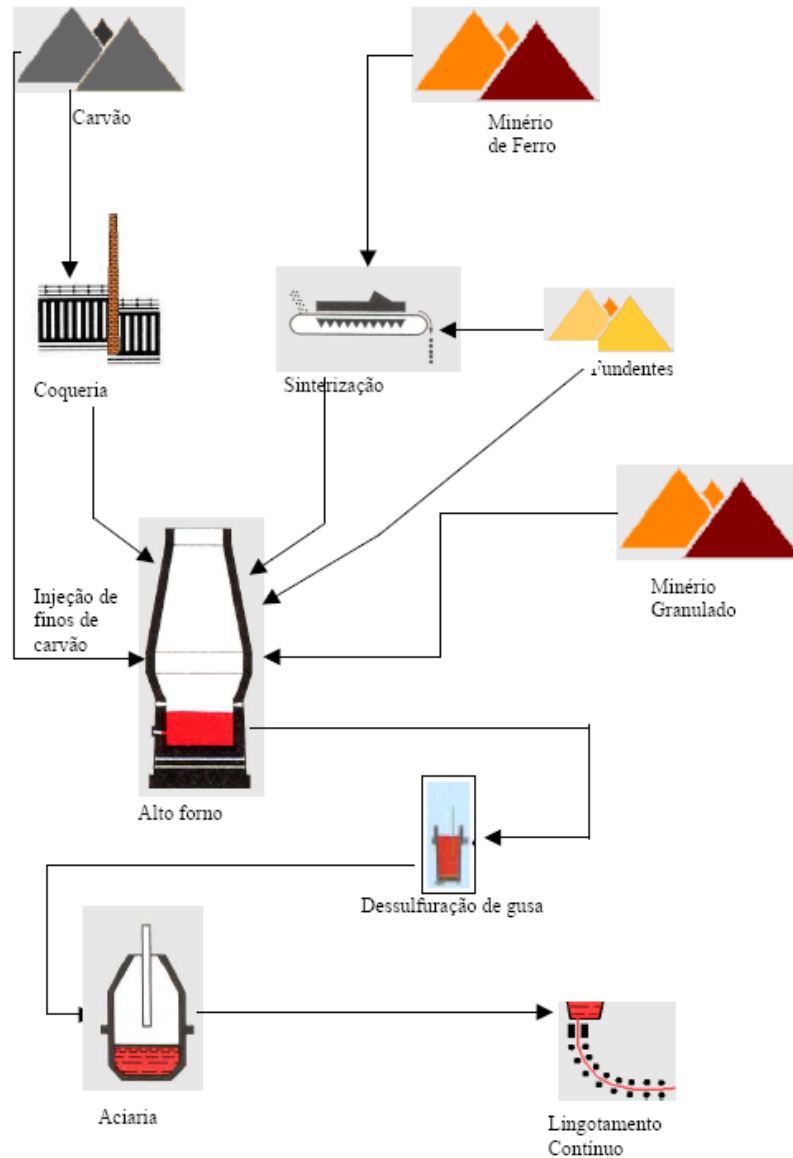 Carvão
Minério
de Ferro
Coqueria
Sinterização
Fundentes
Minério
Granulado
Injeção de
finos de
carvão
Alto forno
Dessulfuração de gusa
Aciaria
Lingotamento
Contínuo